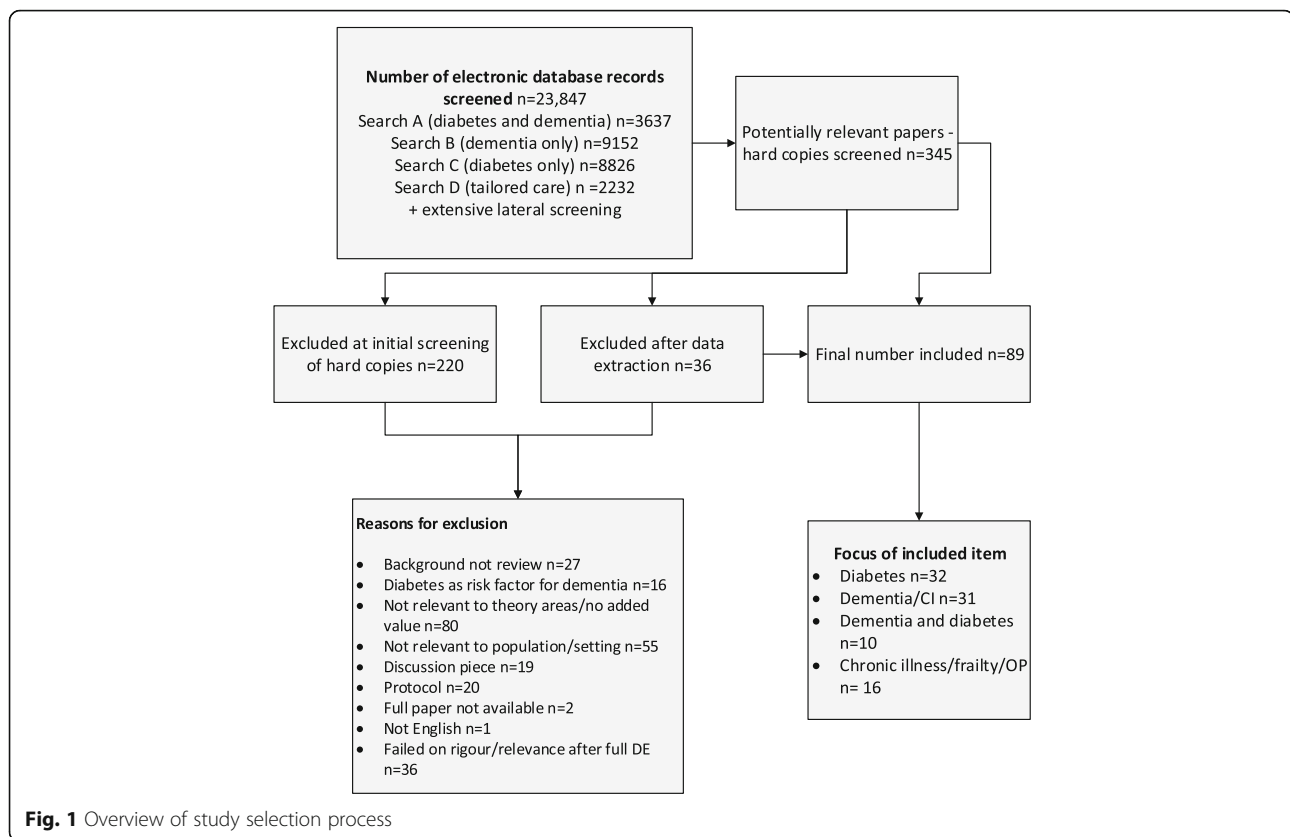 Number of electronic database records
screened n=23,847
Search A (diabetes and dementia) n=3637
Search B (dementia only) n=9152
Search C (diabetes only) n=8826
Search D (tailored care) n =2232
+ extensive lateral screening
Potentially relevant papers -
hard copies screened n=345
Excluded at initial screening
of hard copies n=220
Excluded after data
extraction n=36
Final number included n=89
Reasons for exclusion
• Background not review n=27
• Diabetes as risk factor for dementia n=16
• Not relevant to theory areas/no added
value n=80
• Not relevant to population/setting n=55
• Discussion piece n=19
• Protocol n=20
• Full paper not available n=2
• Not English n=1
• Failed on rigour/relevance after full DE
n=36
Focus of included item
• Diabetes n=32
• Dementia/CI n=31
• Dementia and diabetes
n=10
• Chronic illness/frailty/OP
n= 16
Fig. 1 Overview of study selection process